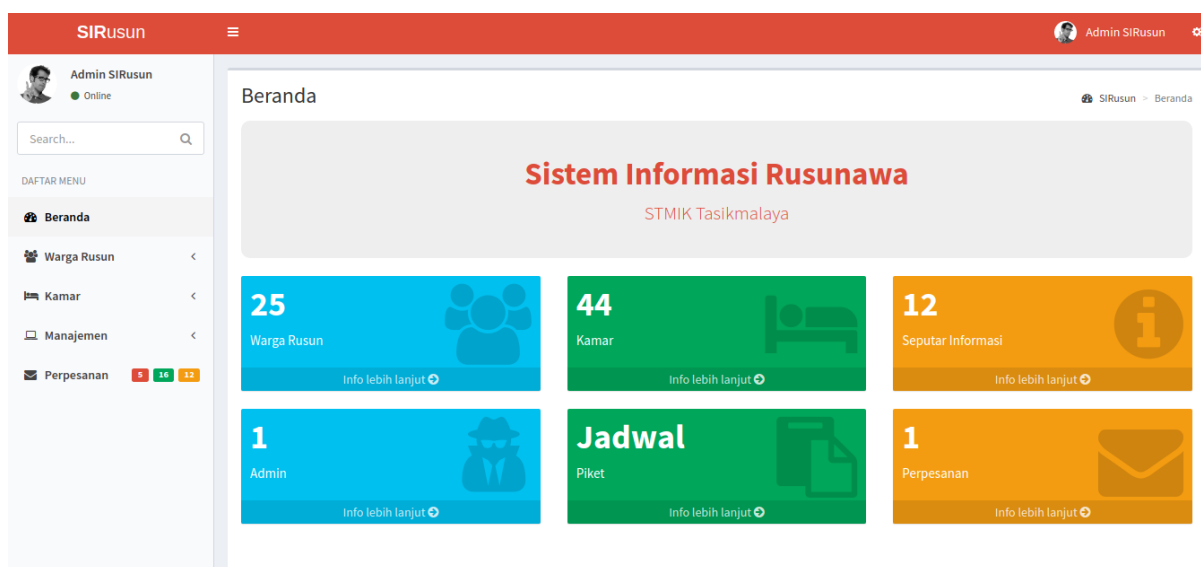 SIRusun
Admin SIRusun
Admin SIRusun
Online
Search...
DAFTAR MENU
Beranda
Warga Rusun
Kamar
Manajemen
Perpesanan 5 16 12
Beranda
SIRusun > Beranda
Sistem Informasi Rusunawa
STMIK Tasikmalaya
25
Warga Rusun
Info lebih lanjut
44
Kamar
Info lebih lanjut
12
Seputar Informasi
Info lebih lanjut
1
Admin
Info lebih lanjut
Jadwal
Piket
Info lebih lanjut
1
Perpesanan
Info lebih lanjut